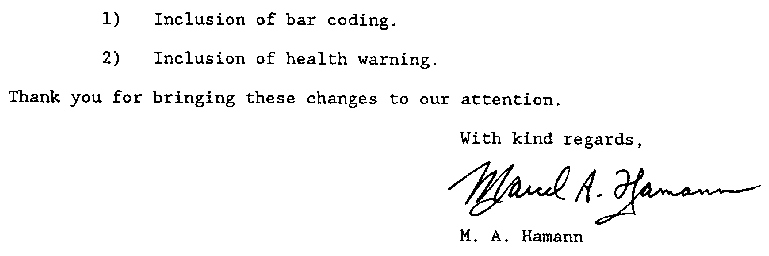 1) Inclusion of bar coding.
2) Inclusion of health warning.
Thank you for bringing these changes to our attention.
With kind regards,
Marcel A. Hamann
M. A. Hamann